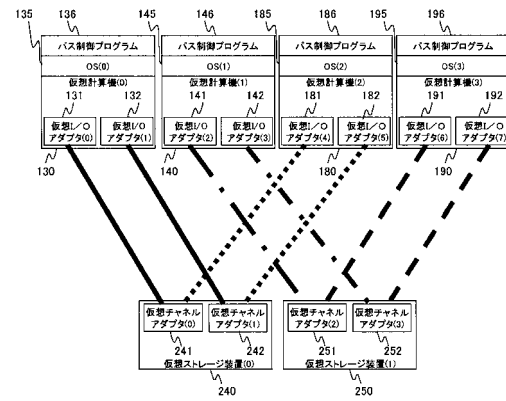 135 136 145 146 185 186 195 196
パス制御プログラム パス制御プログラム パス制御プログラム パス制御プログラム
OS(0) OS(1) OS(2) OS(3)
仮想計算機(0) 仮想計算機(1) 仮想計算機(2) 仮想計算機(3)
131 132 141 142 181 182 191 192
仮想I/O 仮想I/O 仮想I/O 仮想I/O 仮想I/O 仮想I/O 仮想I/O 仮想I/O
アダプタ(0) アダプタ(1) アダプタ(2) アダプタ(3) アダプタ(4) アダプタ(5) アダプタ(6) アダプタ(7)
130 140 180 190
仮想チャネル 仮想チャネル 仮想チャネル 仮想チャネル
アダプタ(0) アダプタ(1) アダプタ(2) アダプタ(3)
241 242 251 252
仮想ストレージ装置(0) 仮想ストレージ装置(1)
240 250